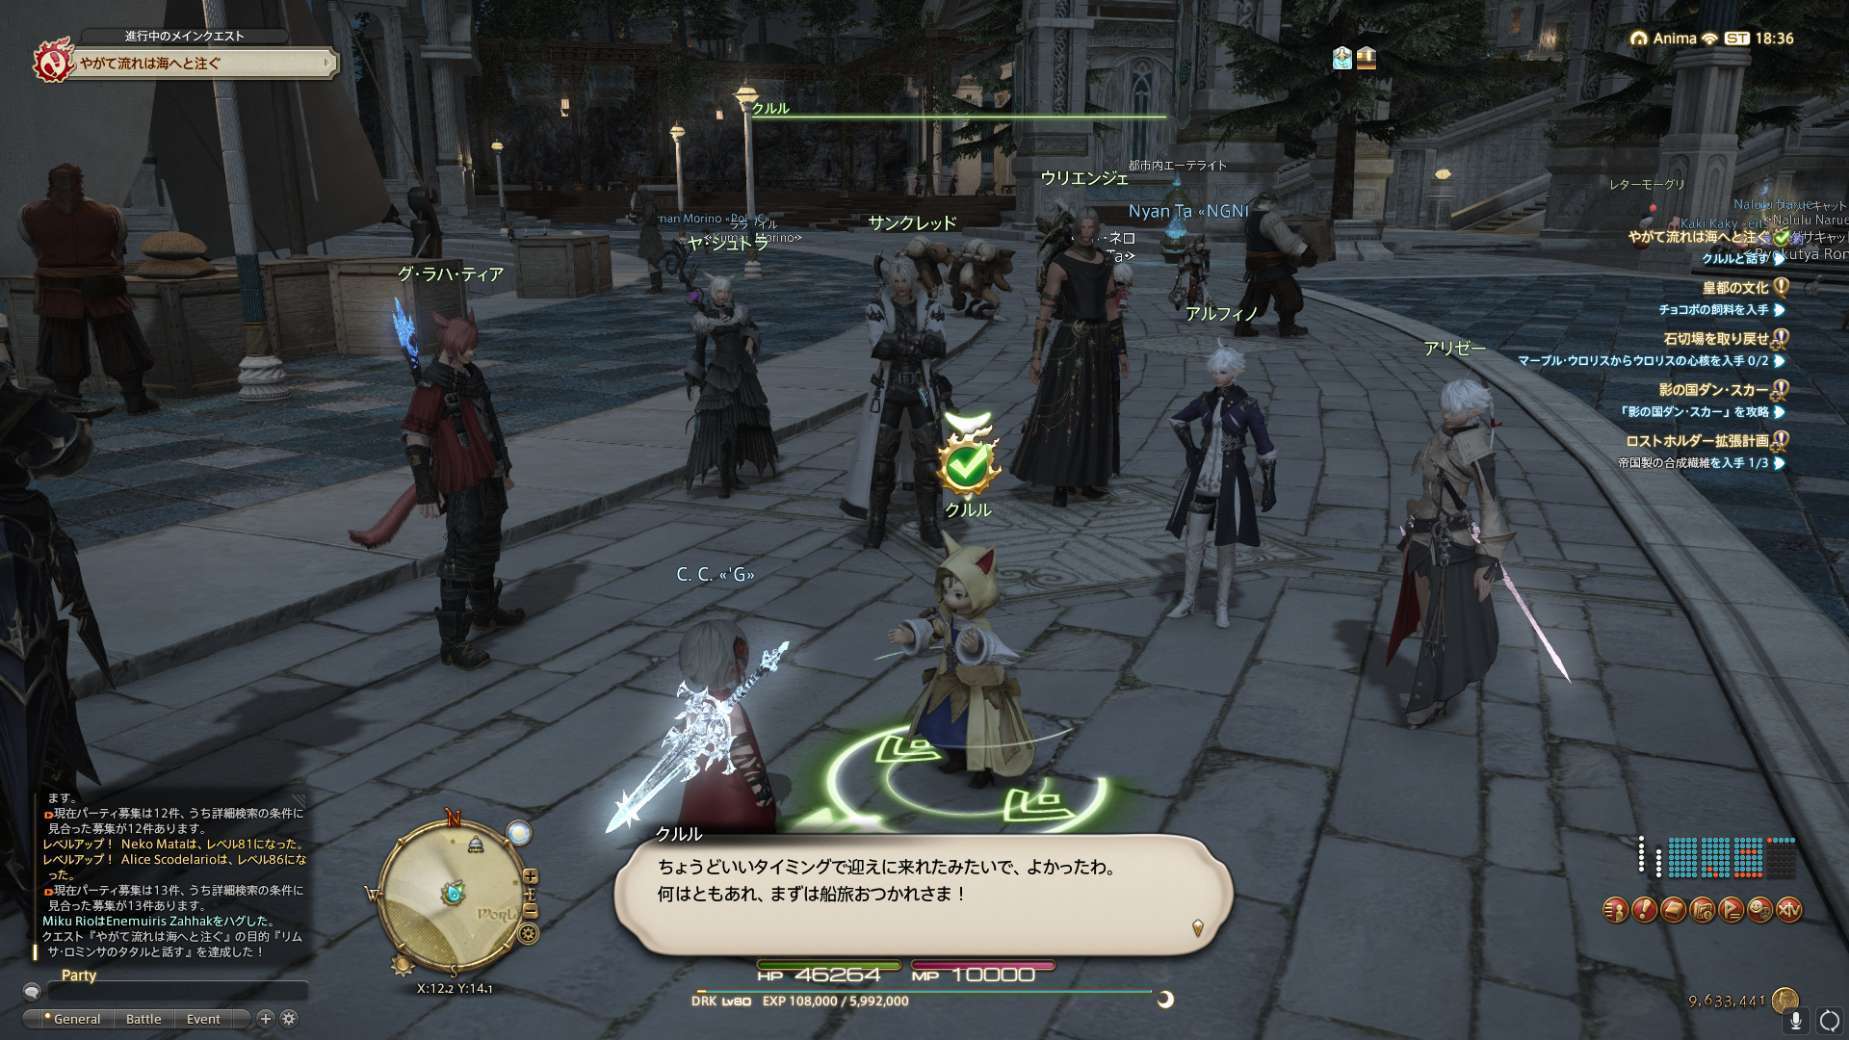 進行中のメインクエスト
やがて流れは海へと注ぐ
Anima ST 18:36
クルル
都市内エーテライト
ウリエンジェ
レターモーグリ
Nyan Ta «NGNI
サンクレッド
ヤ・シュトラ
グ・ラハ・ティア
アルフィノ
アリゼー
やがて流れは海へと注ぐ
クルルと話す
皇都の文化
チョコボの飼料を入手
石切場を取り戻せ
マーブル・ウロリスからウロリスの心核を入手 0/2
影の国ダン・スカー
「影の国ダン・スカー」を攻略
ロストホルダー拡張計画
帝国製の合成繊維を入手 1/3
クルル
C. C. «'G»
ます。
現在パーティ募集は12件、うち詳細検索の条件に
見合った募集が12件あります。
レベルアップ！ Neko Mataは、レベル81になった。
レベルアップ！ Alice Scodelarioは、レベル86にな
った。
現在パーティ募集は13件、うち詳細検索の条件に
見合った募集が13件あります。
Miku RioはEnemuiris Zahhakをハグした。
クエスト『やがて流れは海へと注ぐ』の目的『リム
サ・ロミンサのタタルと話す』を達成した！
Party
General Battle Event
N
W
E
S
X:12.2 Y:14.1
クルル
ちょうどいいタイミングで迎えに来れたみたいで、よかったわ。
何はともあれ、まずは船旅おつかれさま！
HP 46264 MP 10000
DRK Lv80 EXP 108,000 / 5,992,000
XIV
9,633,441